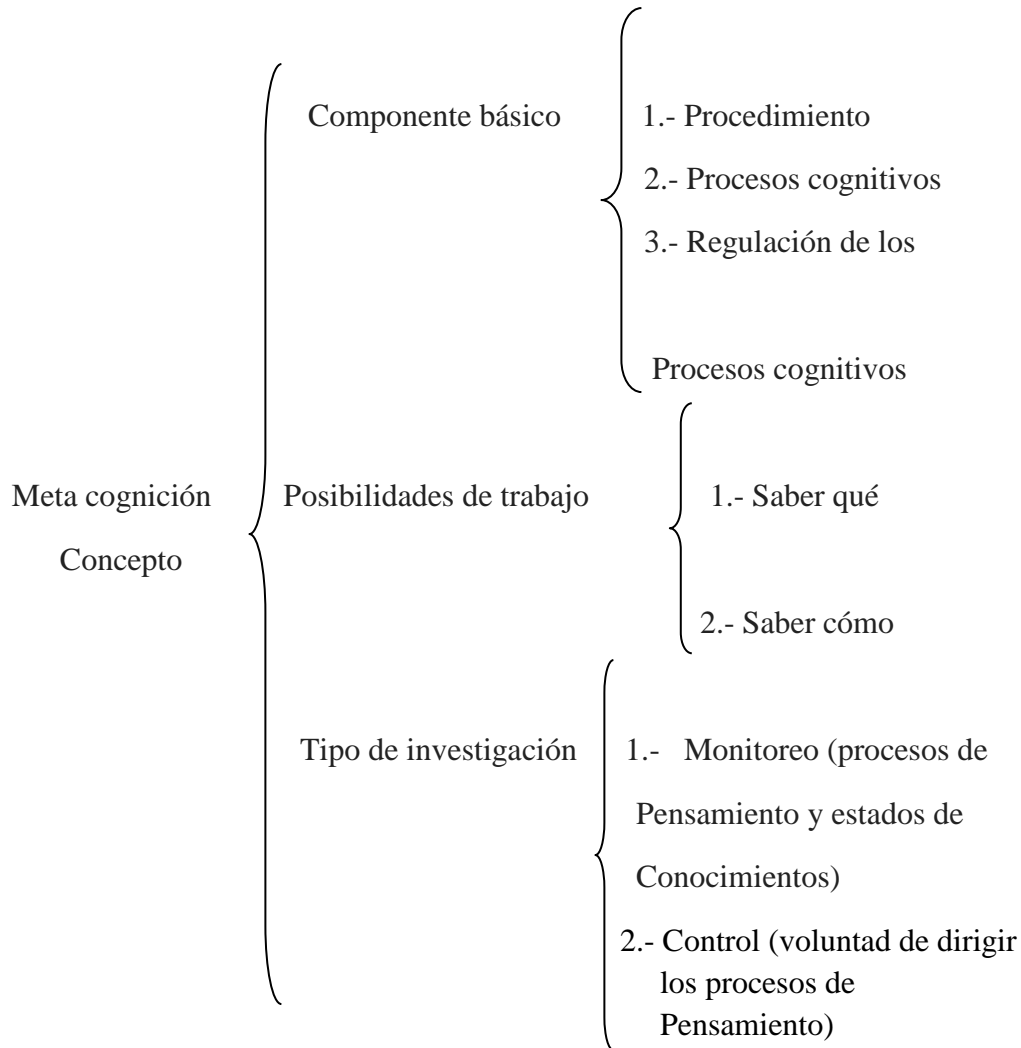 Componente básico
1.- Procedimiento
2.- Procesos cognitivos
3.- Regulación de los
Procesos cognitivos
Meta cognición
Concepto
Posibilidades de trabajo
1.- Saber qué
2.- Saber cómo
Tipo de investigación
1.- Monitoreo (procesos de
Pensamiento y estados de
Conocimientos)
2.- Control (voluntad de dirigir
los procesos de
Pensamiento)